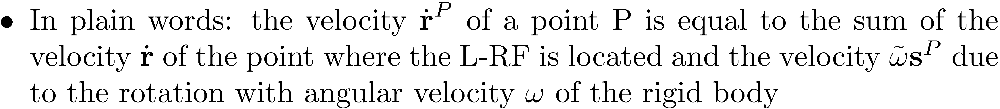 • In plain words: the velocity $\dot{\mathbf{r}}^P$ of a point P is equal to the sum of the
velocity $\dot{\mathbf{r}}$ of the point where the L-RF is located and the velocity $\tilde{\omega}\mathbf{s}^P$ due
to the rotation with angular velocity $\omega$ of the rigid body